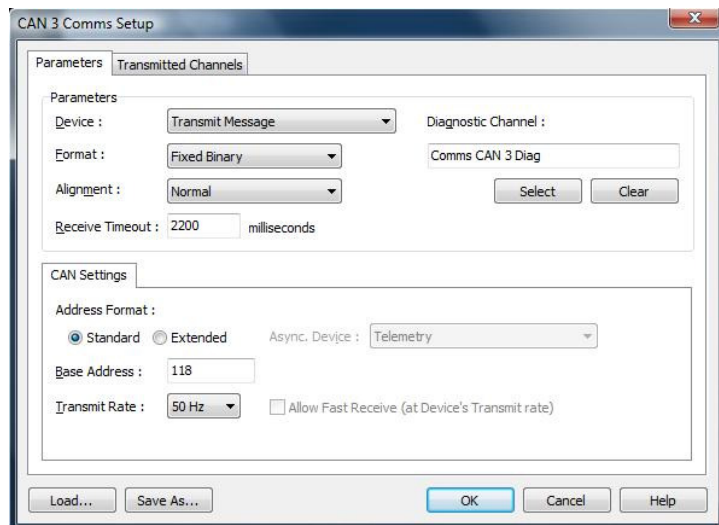 CAN 3 Comms Setup
Parameters
Transmitted Channels
Parameters
Device :
Transmit Message
Diagnostic Channel :
Format :
Fixed Binary
Comms CAN 3 Diag
Alignment :
Normal
Select
Clear
Receive Timeout :
2200
milliseconds
CAN Settings
Address Format :
Standard
Extended
Async. Device :
Telemetry
Base Address :
118
Transmit Rate :
50 Hz
Allow Fast Receive (at Device's Transmit rate)
Load...
Save As...
OK
Cancel
Help